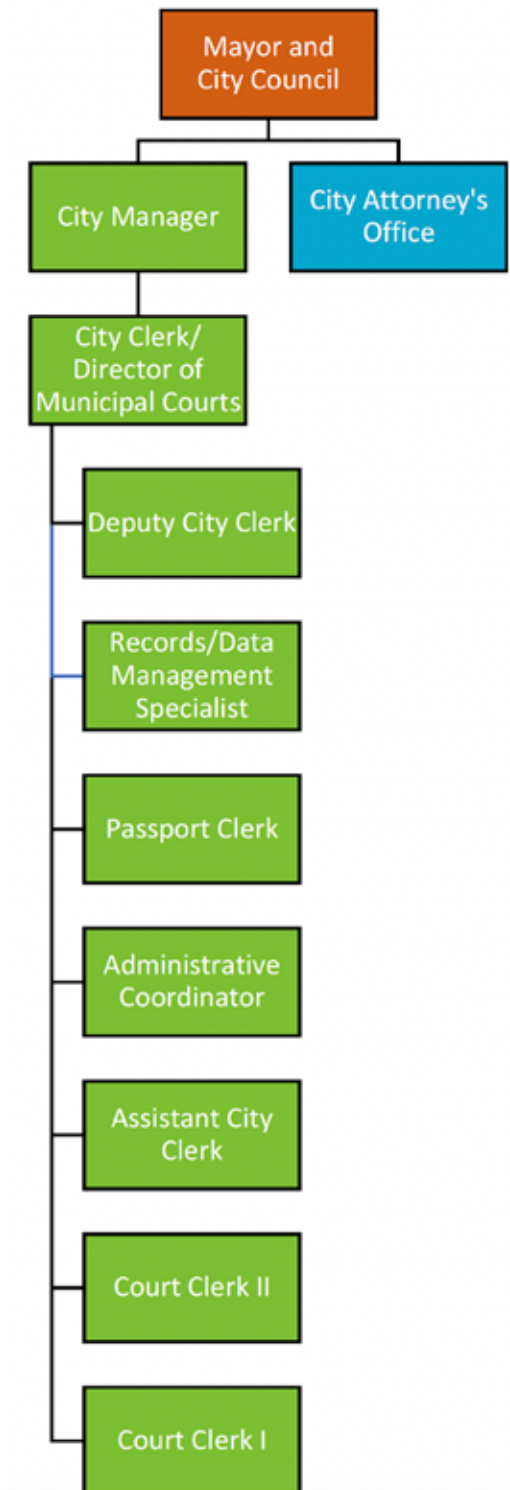 Mayor and
City Council
City Manager
City Attorney's
Office
City Clerk/
Director of
Municipal Courts
Deputy City Clerk
Records/Data
Management
Specialist
Passport Clerk
Administrative
Coordinator
Assistant City
Clerk
Court Clerk II
Court Clerk I